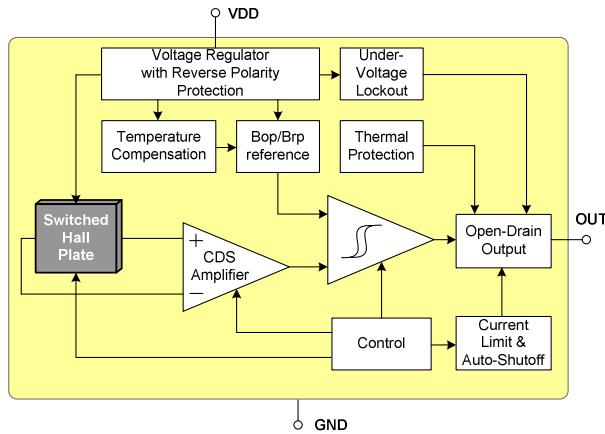 VDD
Voltage Regulator
with Reverse Polarity
Protection
Under-
Voltage
Lockout
Temperature
Compensation
Bop/Brp
reference
Thermal
Protection
Switched
Hall
Plate
+
CDS
Amplifier
−
Open-Drain
Output
OUT
Control
Current
Limit &
Auto-Shutoff
GND